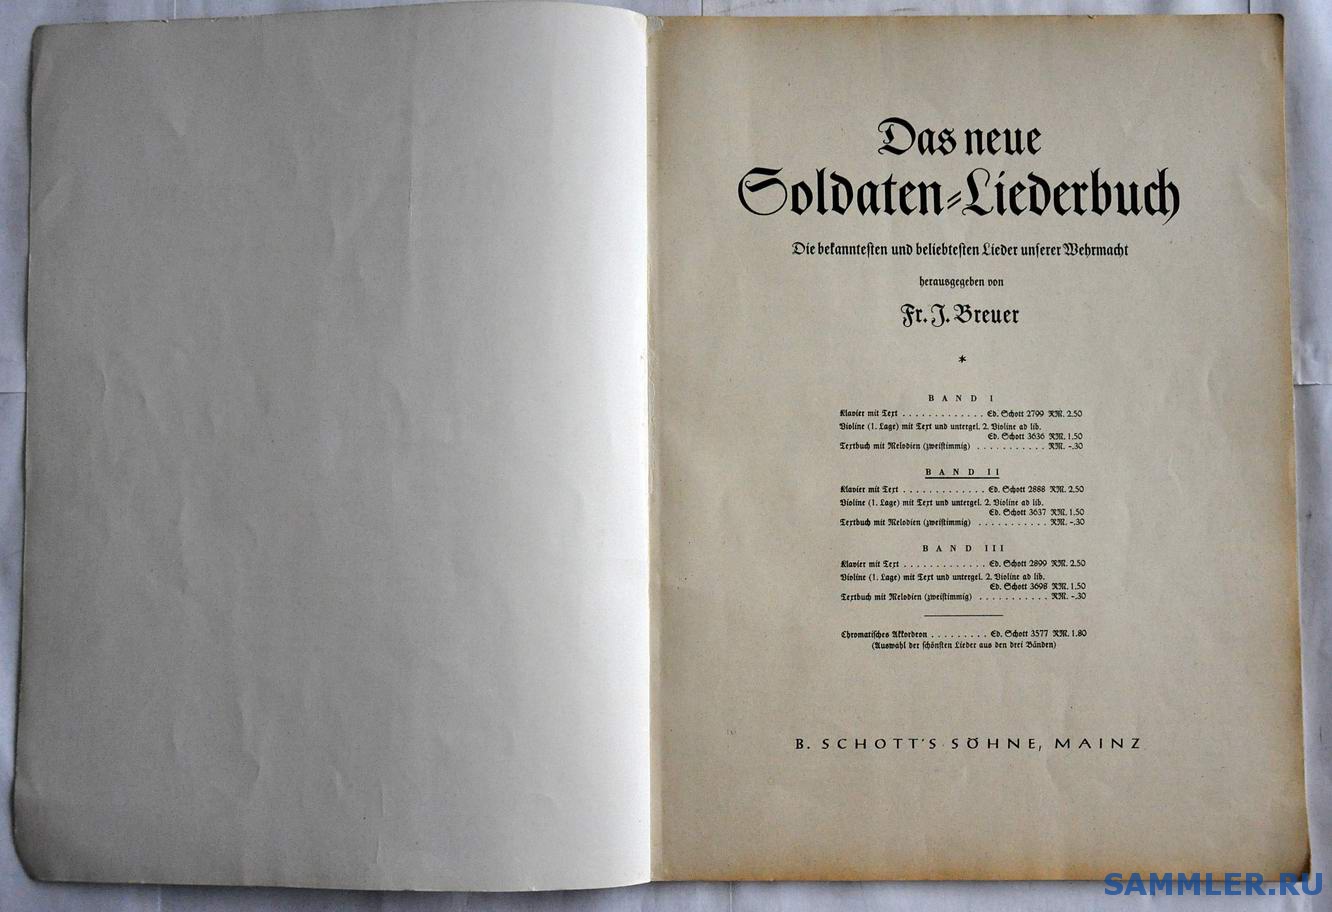 Das neue
Soldaten-Liederbuch
Die bekanntesten und beliebtesten Lieder unserer Wehrmacht
herausgegeben von
Fr. J. Breuer
*
BAND I
Klavier mit Text . . . . . . . . . . . . . Ed. Schott 2799 RM. 2.50
Violine (1. Lage) mit Text und untergel. 2. Violine ad lib.
Ed. Schott 3636 RM. 1.50
Textbuch mit Melodien (zweistimmig) . . . . . . . . . . . RM. -.30
BAND II
Klavier mit Text . . . . . . . . . . . . . Ed. Schott 2888 RM. 2.50
Violine (1. Lage) mit Text und untergel. 2. Violine ad lib.
Ed. Schott 3637 RM. 1.50
Textbuch mit Melodien (zweistimmig) . . . . . . . . . . . RM. -.30
BAND III
Klavier mit Text . . . . . . . . . . . . . Ed. Schott 2899 RM. 2.50
Violine (1. Lage) mit Text und untergel. 2. Violine ad lib.
Ed. Schott 3698 RM. 1.50
Textbuch mit Melodien (zweistimmig) . . . . . . . . . . . RM. -.30
Chromatisches Akkordeon . . . . . . . . . Ed. Schott 3577 RM. 1.80
(Auswahl der schönsten Lieder aus den drei Bänden)
B. SCHOTT'S SÖHNE, MAINZ
SAMMLER.RU